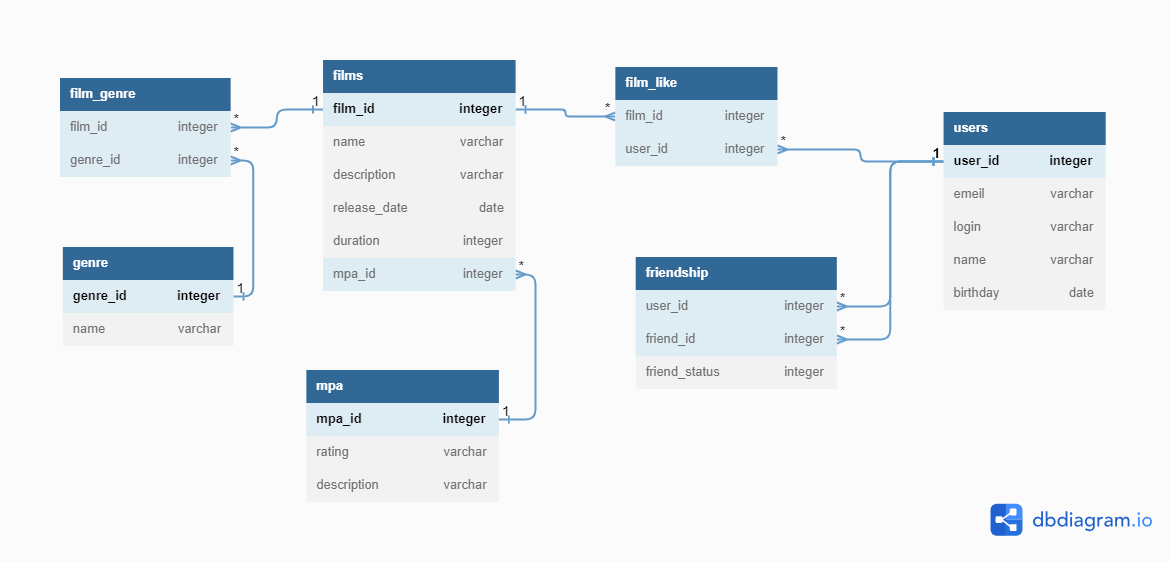 film_genre
film_id integer
genre_id integer
genre
genre_id integer
name varchar
films
film_id integer
name varchar
description varchar
release_date date
duration integer
mpa_id integer
mpa
mpa_id integer
rating varchar
description varchar
film_like
film_id integer
user_id integer
friendship
user_id integer
friend_id integer
friend_status integer
users
user_id integer
emeil varchar
login varchar
name varchar
birthday date
*
*
1
1
1
*
*
1
*
1
*
*
dbdiagram.io